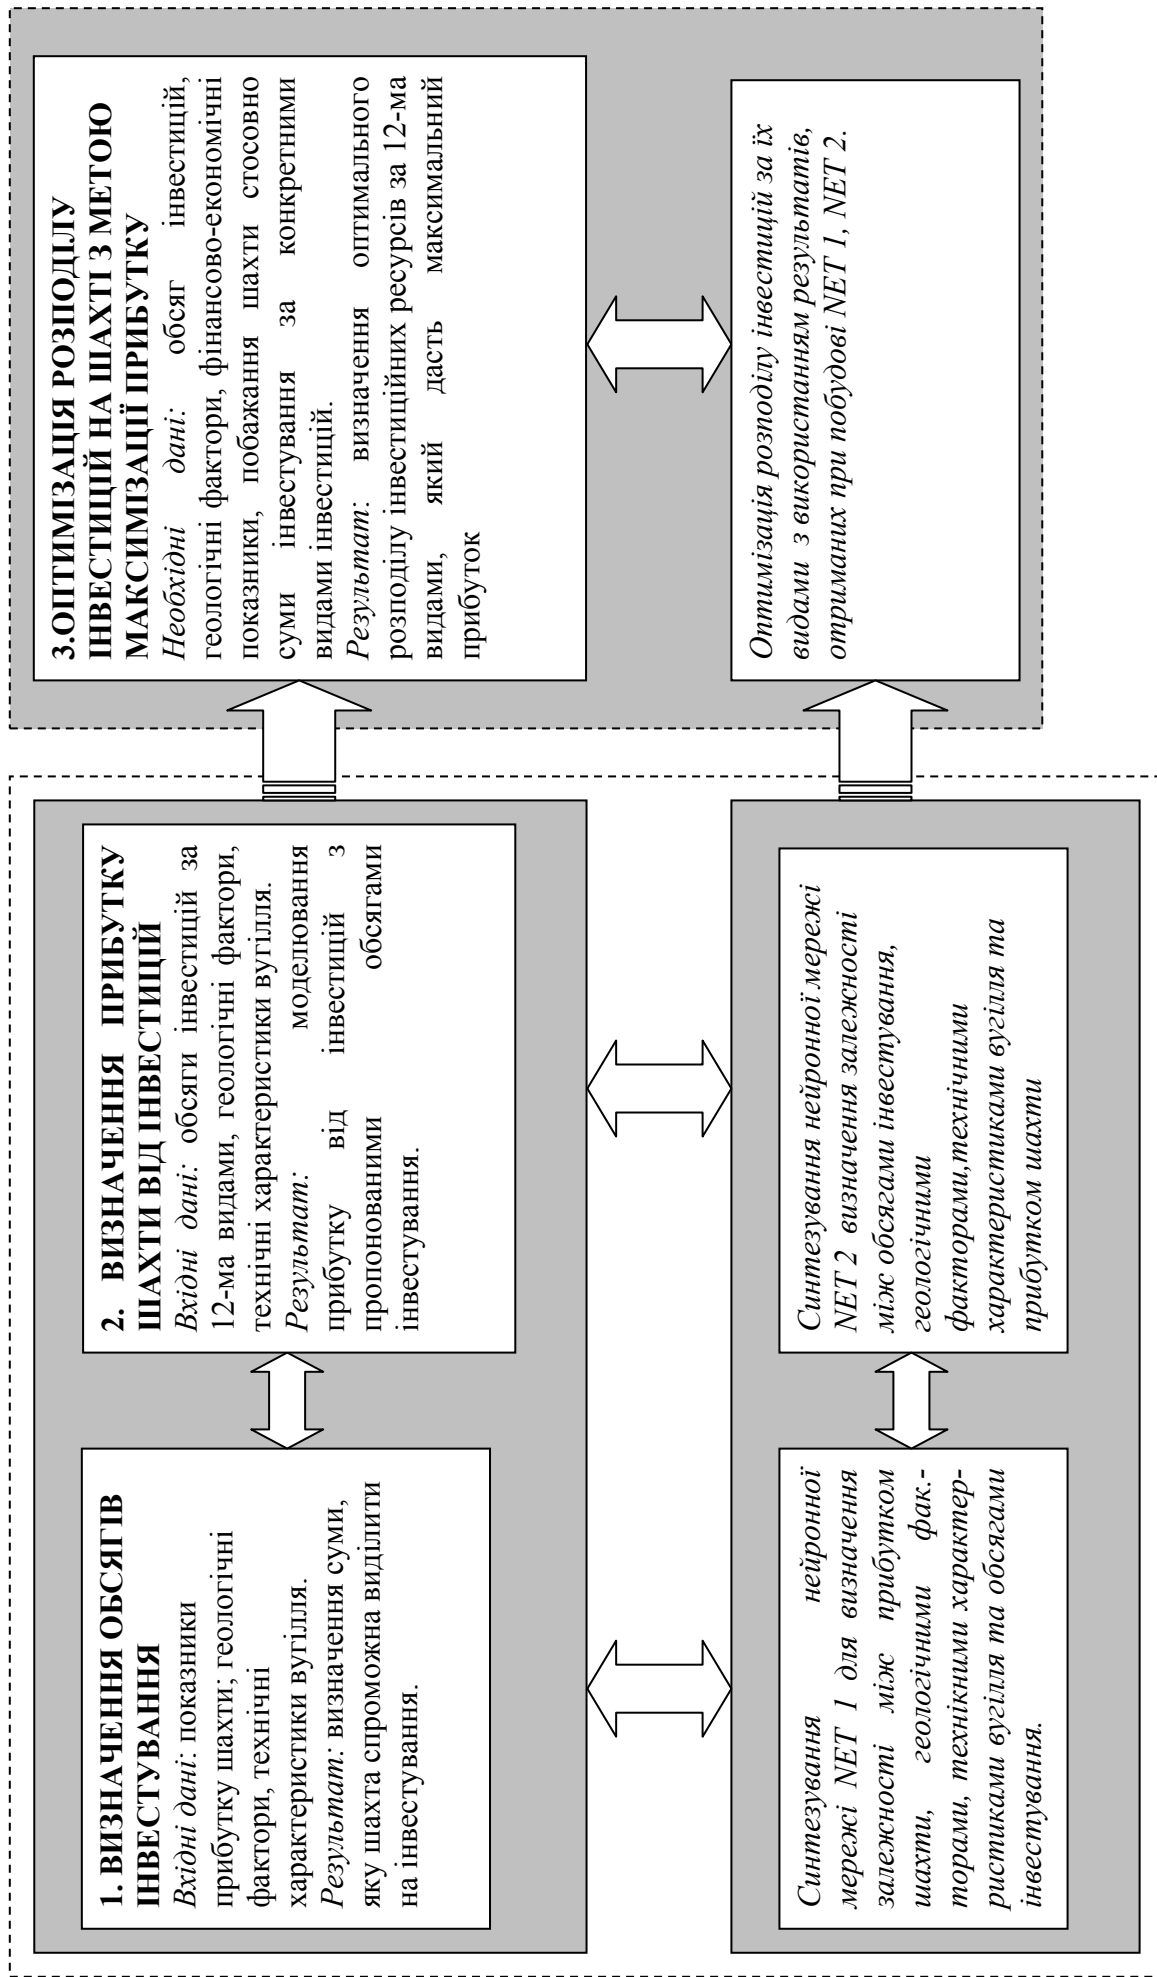 1. ВИЗНАЧЕННЯ ОБСЯГІВ
ІНВЕСТУВАННЯ
Вхідні дані: показники
прибутку шахти; геологічні
фактори, технічні
характеристики вугілля.
Результат: визначення суми,
яку шахта спроможна виділити
на інвестування.
2. ВИЗНАЧЕННЯ ПРИБУТКУ
ШАХТИ ВІД ІНВЕСТИЦІЙ
Вхідні дані: обсяги інвестицій за
12-ма видами, геологічні фактори,
технічні характеристики вугілля.
Результат: моделювання
прибутку від інвестицій з
пропонованими обсягами
інвестування.
3.ОПТИМІЗАЦІЯ РОЗПОДІЛУ
ІНВЕСТИЦІЙ НА ШАХТІ З МЕТОЮ
МАКСИМІЗАЦІЇ ПРИБУТКУ
Необхідні дані: обсяг інвестицій,
геологічні фактори, фінансово-економічні
показники, побажання шахти стосовно
суми інвестування за конкретними
видами інвестицій.
Результат: визначення оптимального
розподілу інвестиційних ресурсів за 12-ма
видами, який дасть максимальний
прибуток
Синтезування нейронної
мережі NET 1 для визначення
залежності між прибутком
шахти, геологічними фак.-
торами, технікними характер-
ристиками вугілля та обсягами
інвестування.
Синтезування нейронної мережі
NET 2 визначення залежності
між обсягами інвестування,
геологічними
факторами,технічними
характеристиками вугілля та
прибутком шахти
Оптимізація розподілу інвестицій за їх
видами з використанням результатів,
отриманих при побудові NET 1, NET 2.